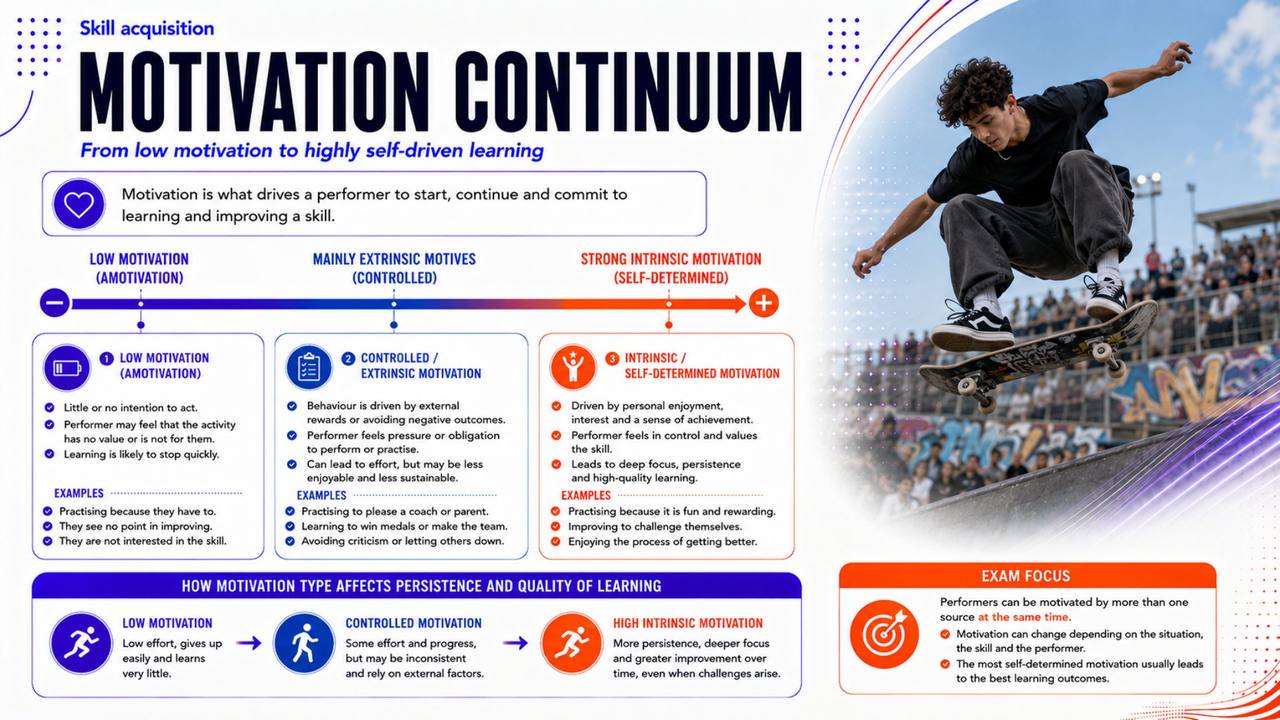 Skill acquisition
MOTIVATION CONTINUUM
From low motivation to highly self-driven learning
Motivation is what drives a performer to start, continue and commit to
learning and improving a skill.
LOW MOTIVATION
(AMOTIVATION)
MAINLY EXTRINSIC MOTIVES
(CONTROLLED)
STRONG INTRINSIC MOTIVATION
(SELF-DETERMINED)
1 LOW MOTIVATION
(AMOTIVATION)
Little or no intention to act.
Performer may feel that the activity
has no value or is not for them.
Learning is likely to stop quickly.
EXAMPLES
Practising because they have to.
They see no point in improving.
They are not interested in the skill.
2 CONTROLLED /
EXTRINSIC MOTIVATION
Behaviour is driven by external
rewards or avoiding negative outcomes.
Performer feels pressure or obligation
to perform or practise.
Can lead to effort, but may be less
enjoyable and less sustainable.
EXAMPLES
Practising to please a coach or parent.
Learning to win medals or make the team.
Avoiding criticism or letting others down.
3 INTRINSIC /
SELF-DETERMINED MOTIVATION
Driven by personal enjoyment,
interest and a sense of achievement.
Performer feels in control and values
the skill.
Leads to deep focus, persistence
and high-quality learning.
EXAMPLES
Practising because it is fun and rewarding.
Improving to challenge themselves.
Enjoying the process of getting better.
HOW MOTIVATION TYPE AFFECTS PERSISTENCE AND QUALITY OF LEARNING
LOW MOTIVATION
Low effort, gives up
easily and learns
very little.
CONTROLLED MOTIVATION
Some effort and progress,
but may be inconsistent
and rely on external factors.
HIGH INTRINSIC MOTIVATION
More persistence, deeper focus
and greater improvement over
time, even when challenges arise.
EXAM FOCUS
Performers can be motivated by more than one
source at the same time.
Motivation can change depending on the situation,
the skill and the performer.
The most self-determined motivation usually leads
to the best learning outcomes.